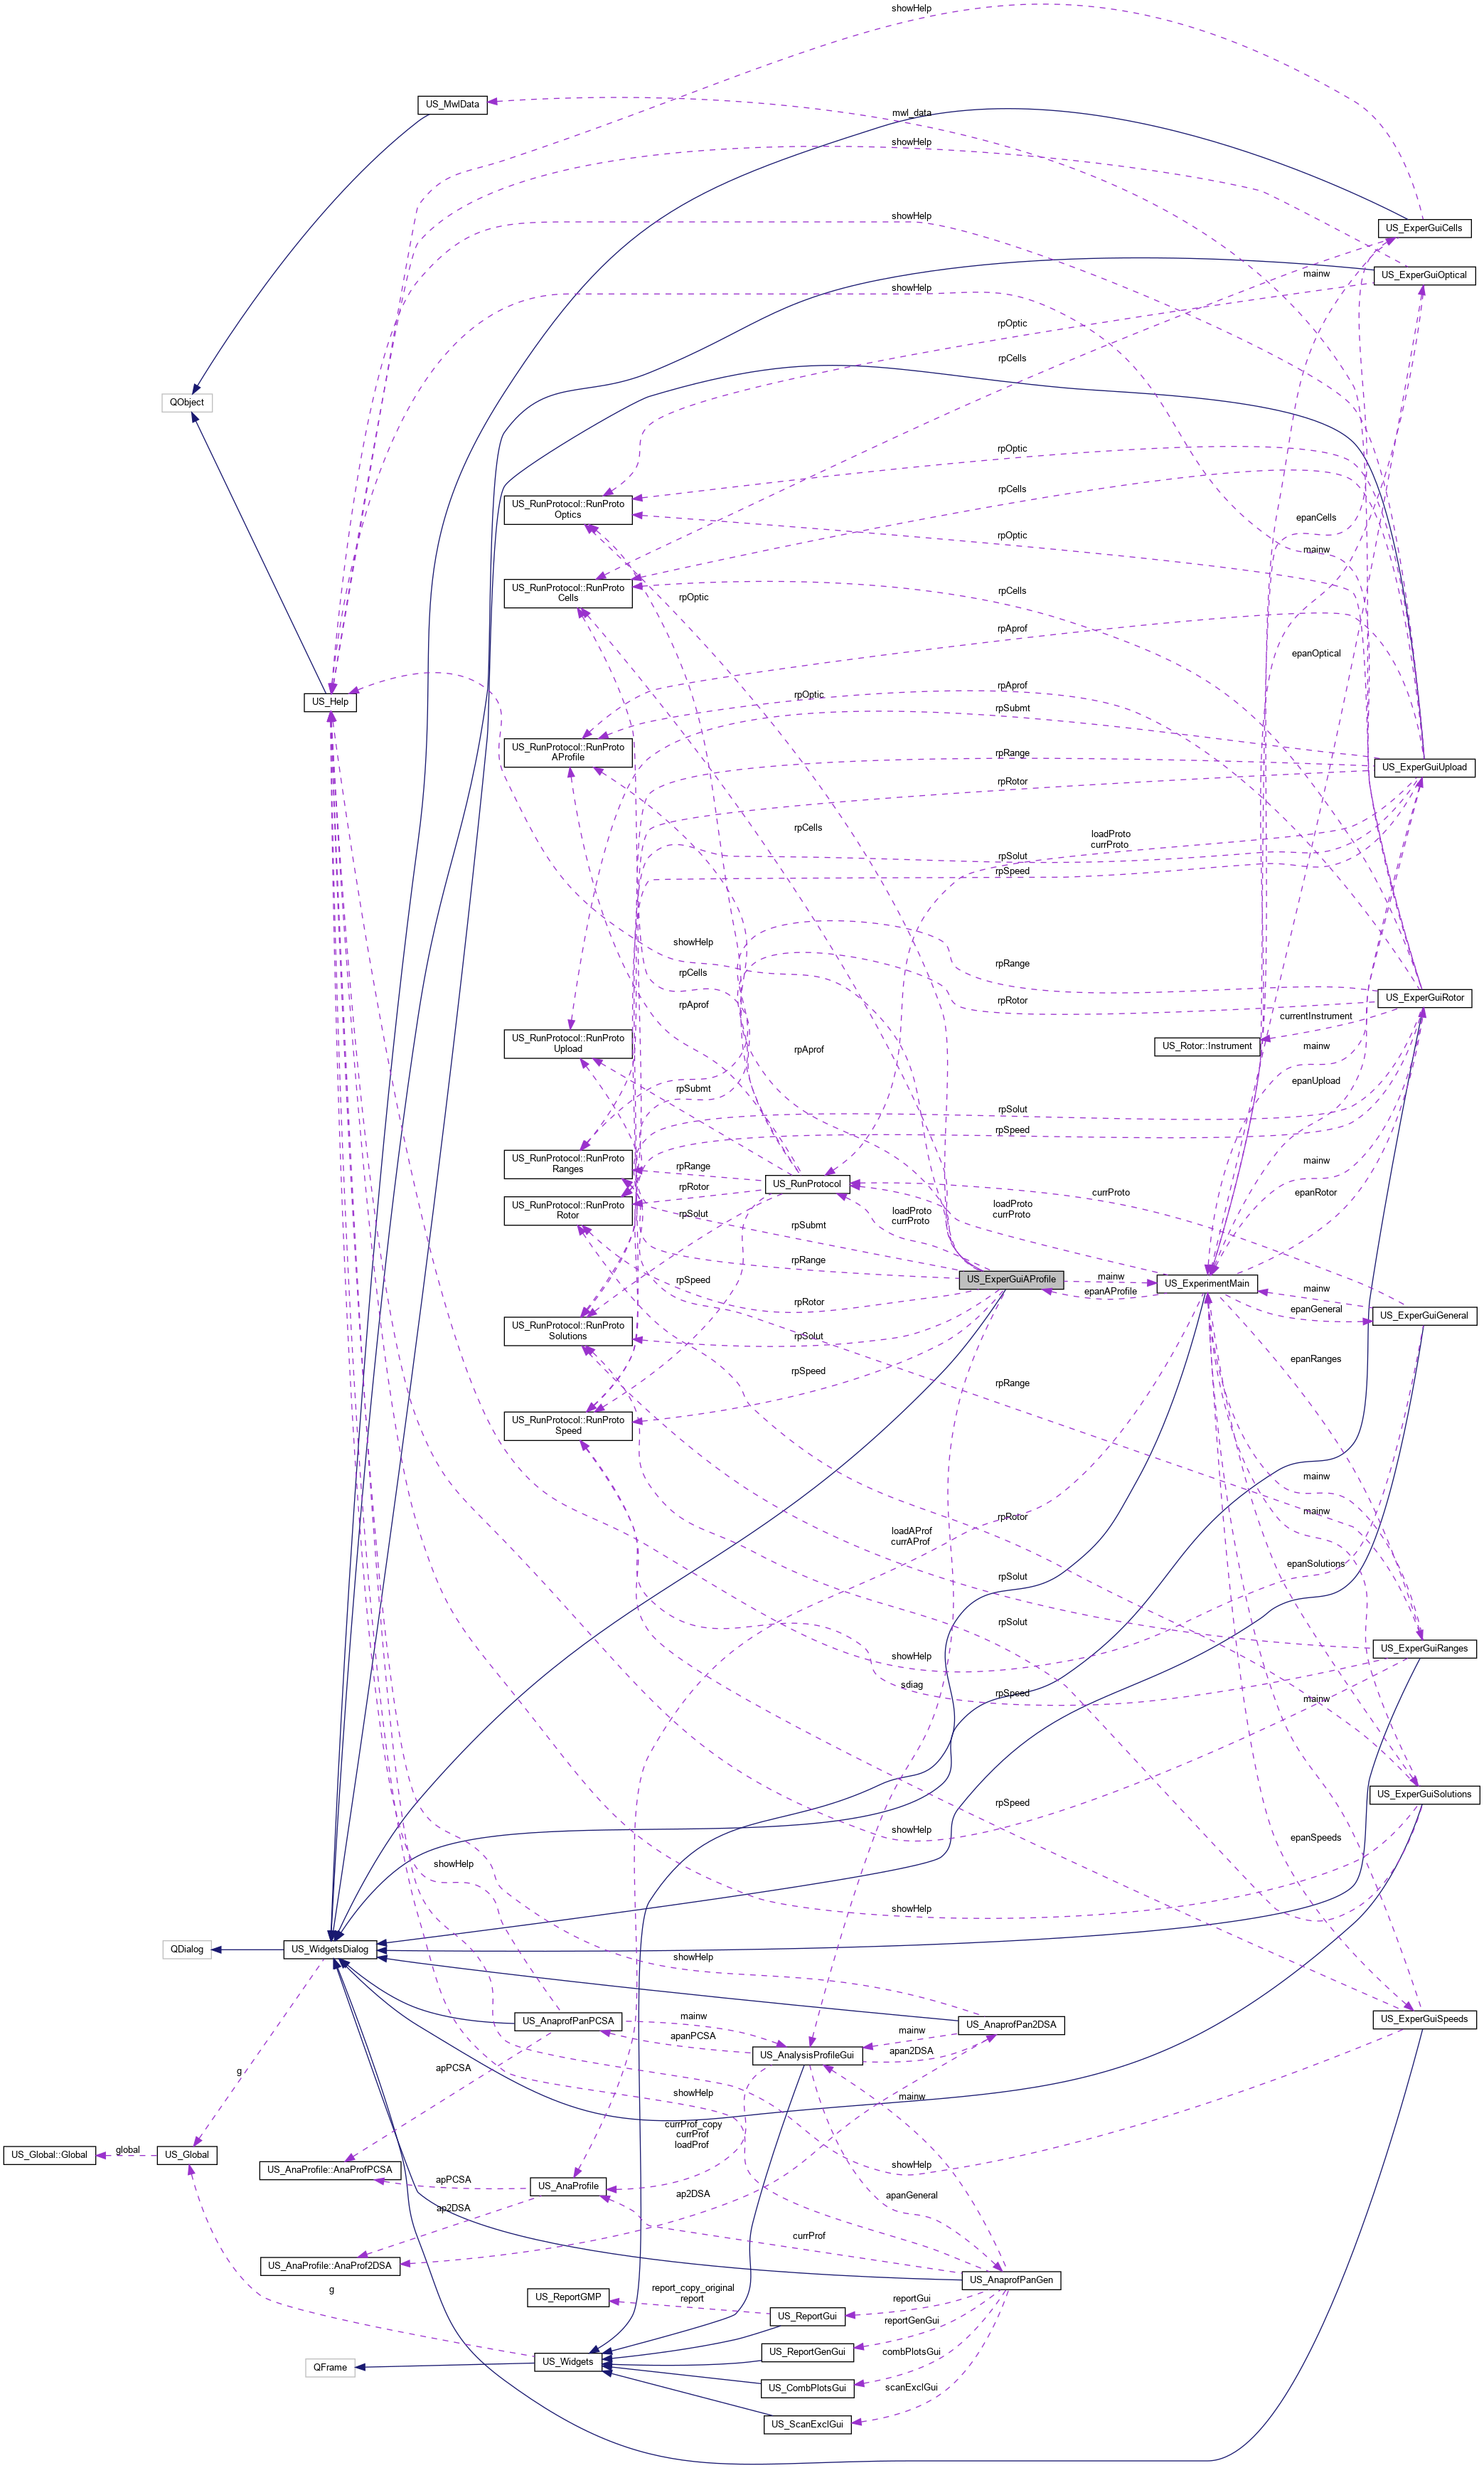 showHelp
US_MwlData
mwl_data
showHelp
showHelp
US_ExperGuiCells
mainw
US_ExperGuiOptical
showHelp
rpOptic
rpCells
QObject
rpOptic
rpCells
US_RunProtocol::RunProto
Optics
epanCells
rpOptic
mainw
US_RunProtocol::RunProto
Cells
rpOptic
rpCells
rpAprof
epanOptical
US_Help
rpOptic
rpAprof
rpSubmt
US_RunProtocol::RunProto
AProfile
rpRange
US_ExperGuiUpload
rpRotor
rpCells
loadProto
currProto
rpSolut
rpSpeed
showHelp
rpCells
rpRange
rpAprof
rpRotor
US_ExperGuiRotor
currentInstrument
US_RunProtocol::RunProto
Upload
rpAprof
US_Rotor::Instrument
mainw
rpSubmt
epanUpload
rpSolut
rpSpeed
US_RunProtocol::RunProto
Ranges
rpRange
US_RunProtocol
mainw
currProto
rpRotor
epanRotor
US_RunProtocol::RunProto
Rotor
rpSolut
loadProto
currProto
loadProto
currProto
rpSubmt
rpRange
rpSpeed
US_ExperGuiAProfile
mainw
epanAProfile
US_ExperimentMain
mainw
rpRotor
epanGeneral
US_ExperGuiGeneral
US_RunProtocol::RunProto
Solutions
rpSolut
epanRanges
rpSpeed
rpRange
US_RunProtocol::RunProto
Speed
mainw
mainw
loadAProf
currAProf
rpRotor
epanSolutions
rpSolut
rpSolut
US_ExperGuiRanges
showHelp
sdiag
rpSpeed
mainw
US_ExperGuiSolutions
rpSpeed
showHelp
epanSpeeds
showHelp
showHelp
QDialog
US_WidgetsDialog
showHelp
US_AnaprofPanPCSA
mainw
US_AnaprofPan2DSA
US_ExperGuiSpeeds
mainw
apanPCSA
US_AnalysisProfileGui
apan2DSA
g
apPCSA
showHelp
mainw
currProf_copy
currProf
loadProf
US_Global::Global
global
US_Global
showHelp
US_AnaProfile::AnaProfPCSA
apPCSA
US_AnaProfile
ap2DSA
apanGeneral
ap2DSA
currProf
US_AnaProfile::AnaProf2DSA
US_AnaprofPanGen
g
US_ReportGMP
report_copy_original
report
US_ReportGui
reportGui
reportGenGui
QFrame
US_Widgets
US_ReportGenGui
combPlotsGui
US_CombPlotsGui
scanExclGui
US_ScanExclGui